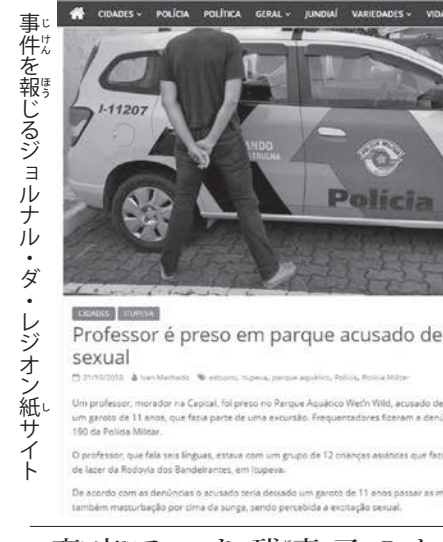 事件を報じるジョルナル・ダ・レジオン紙サイト
CIDADES POLÍCIA POLÍTICA GERAL JUNDIAÍ VARIEDADES VID
I-11207
Polícia
CIDADES ITUPEVA
Professor é preso em parque acusado de
sexual
21/10/2018 Ivan Machado estupro, itupeva, parque aquático, Polícia, Polícia Militar
Um professor, morador na Capital, foi preso no Parque Aquático Wet'n Wild, acusado de
um garoto de 11 anos, que fazia parte de uma excursão. Frequentadores fizeram a denú
190 da Polícia Militar.
O professor, que fala seis línguas, estava com um grupo de 12 crianças asiáticas que faz
de lazer da Rodovia dos Bandeirantes, em Itupeva.
De acordo com as denúncias o acusado teria deixado um garoto de 11 anos passar as m
também masturbação por cima da sunga, sendo percebida a excitação sexual.